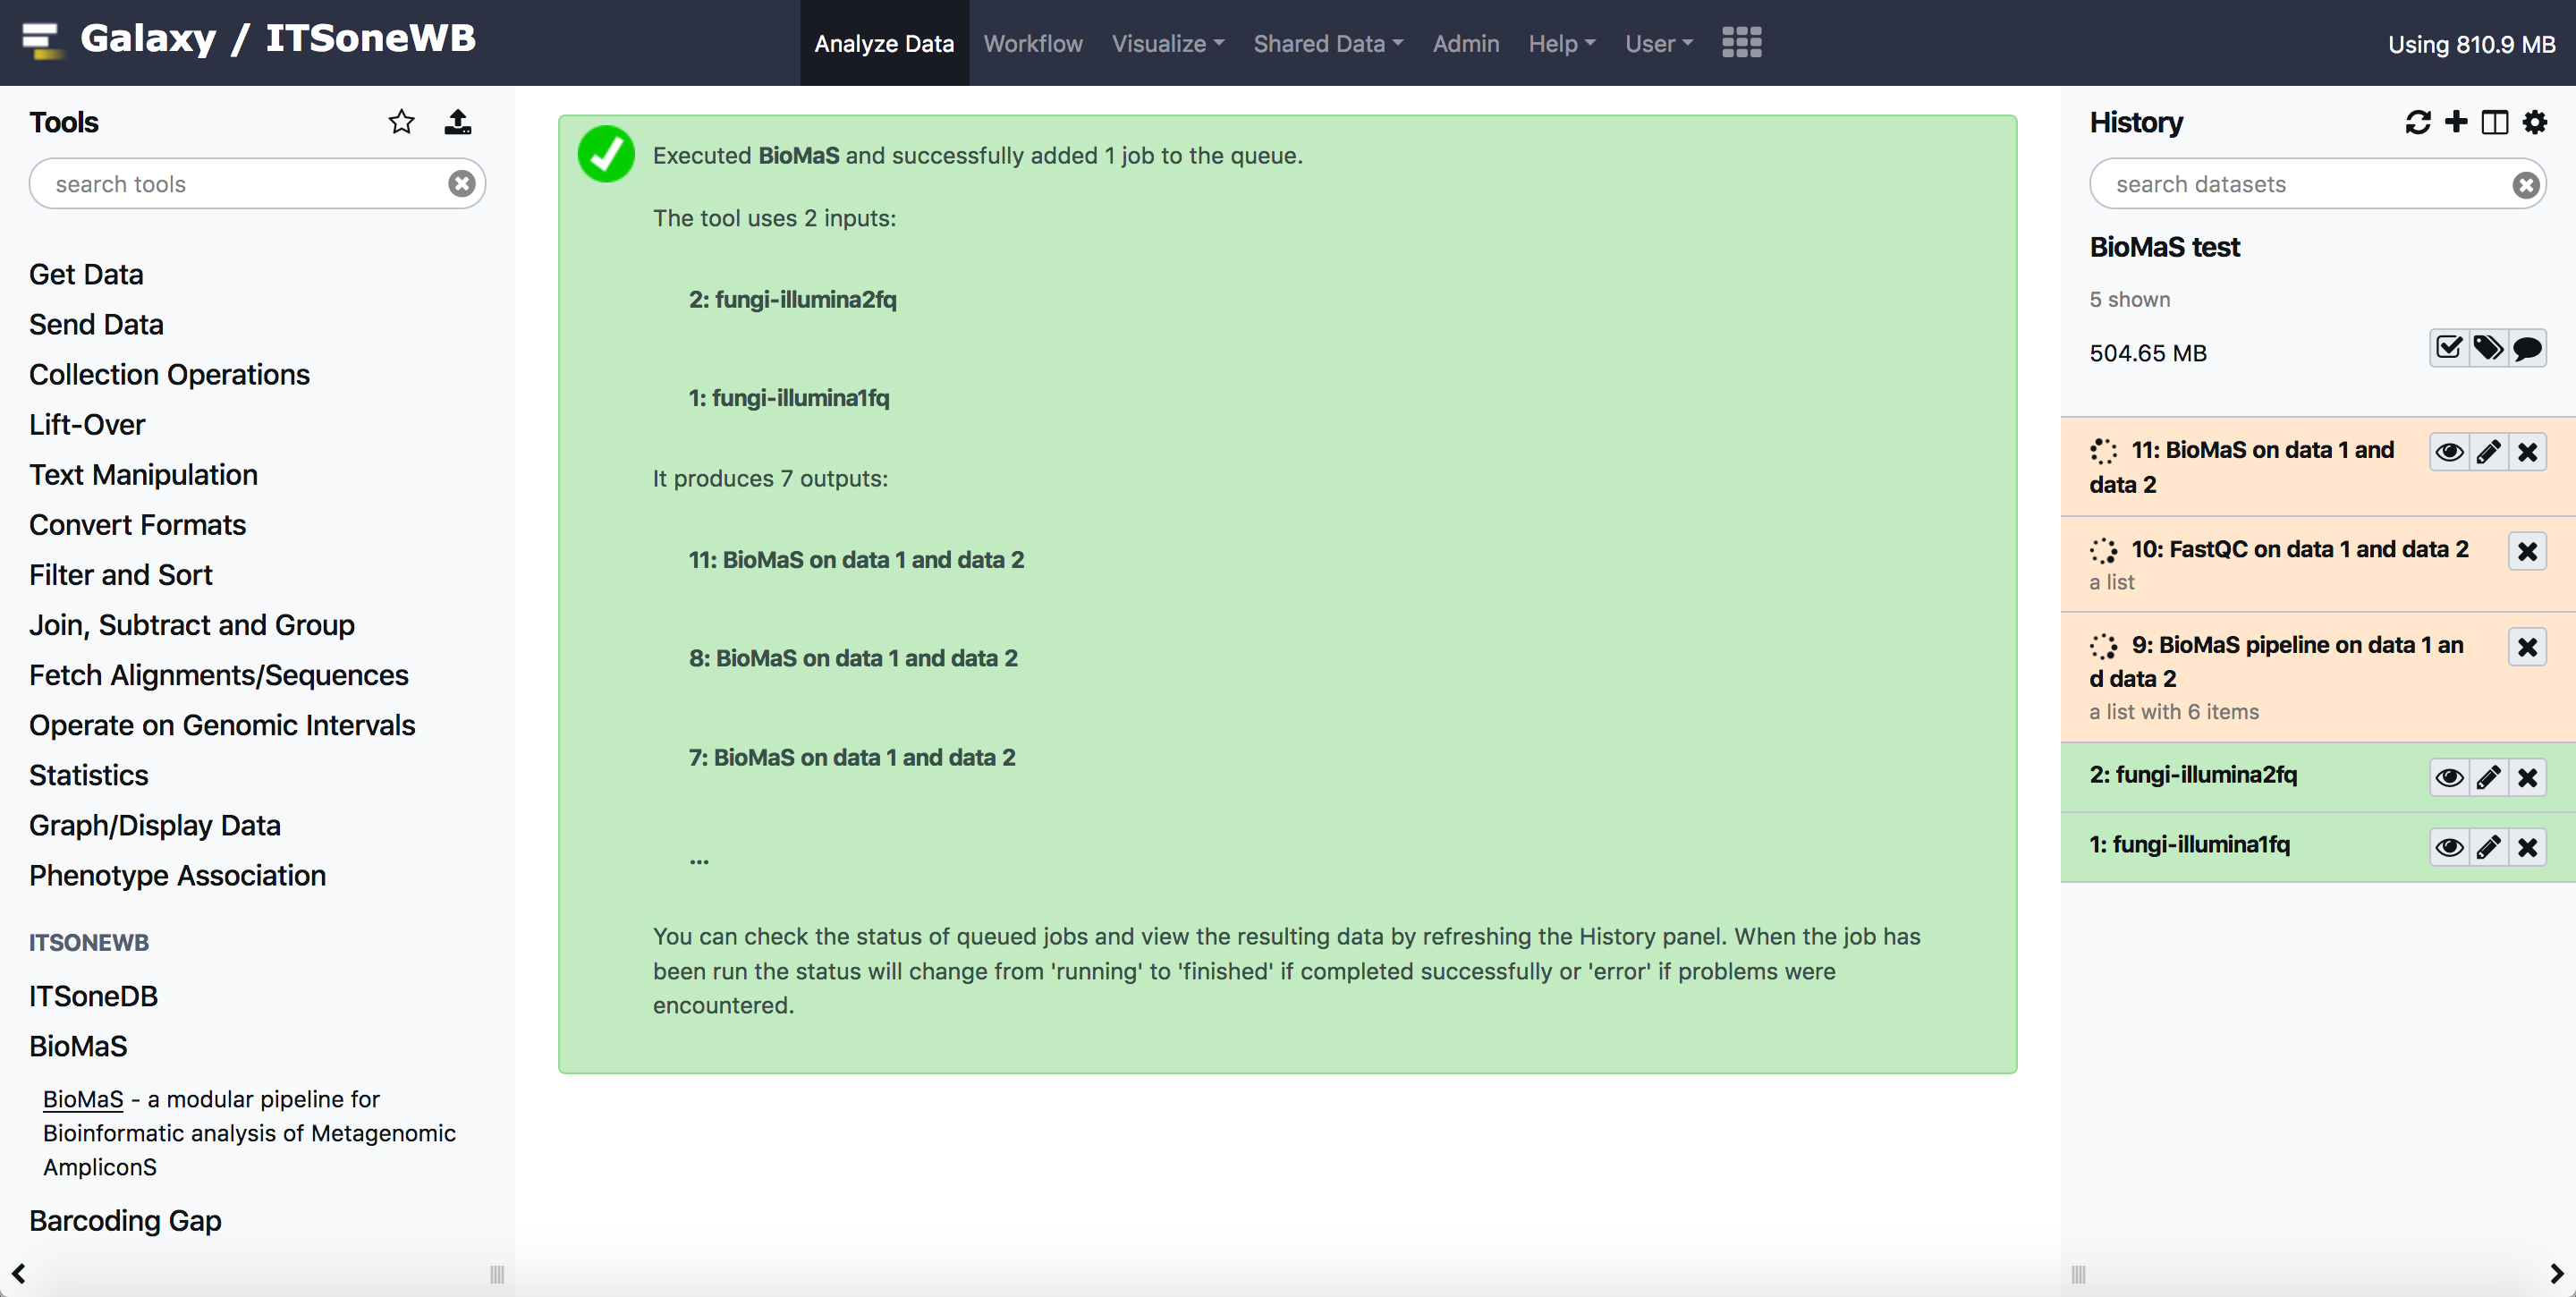 Galaxy / ITSoneWB
Analyze Data
Workflow
Visualize
Shared Data
Admin
Help
User
Using 810.9 MB
Tools
search tools
Get Data
Send Data
Collection Operations
Lift-Over
Text Manipulation
Convert Formats
Filter and Sort
Join, Subtract and Group
Fetch Alignments/Sequences
Operate on Genomic Intervals
Statistics
Graph/Display Data
Phenotype Association
ITSONEWB
ITSoneDB
BioMaS
BioMaS - a modular pipeline for
Bioinformatic analysis of Metagenomic
AmpliconS
Barcoding Gap
Executed BioMaS and successfully added 1 job to the queue.
The tool uses 2 inputs:
2: fungi-illumina2fq
1: fungi-illumina1fq
It produces 7 outputs:
11: BioMaS on data 1 and data 2
8: BioMaS on data 1 and data 2
7: BioMaS on data 1 and data 2
...
You can check the status of queued jobs and view the resulting data by refreshing the History panel. When the job has
been run the status will change from 'running' to 'finished' if completed successfully or 'error' if problems were
encountered.
History
search datasets
BioMaS test
5 shown
504.65 MB
11: BioMaS on data 1 and
data 2
10: FastQC on data 1 and data 2
a list
9: BioMaS pipeline on data 1 an
d data 2
a list with 6 items
2: fungi-illumina2fq
1: fungi-illumina1fq